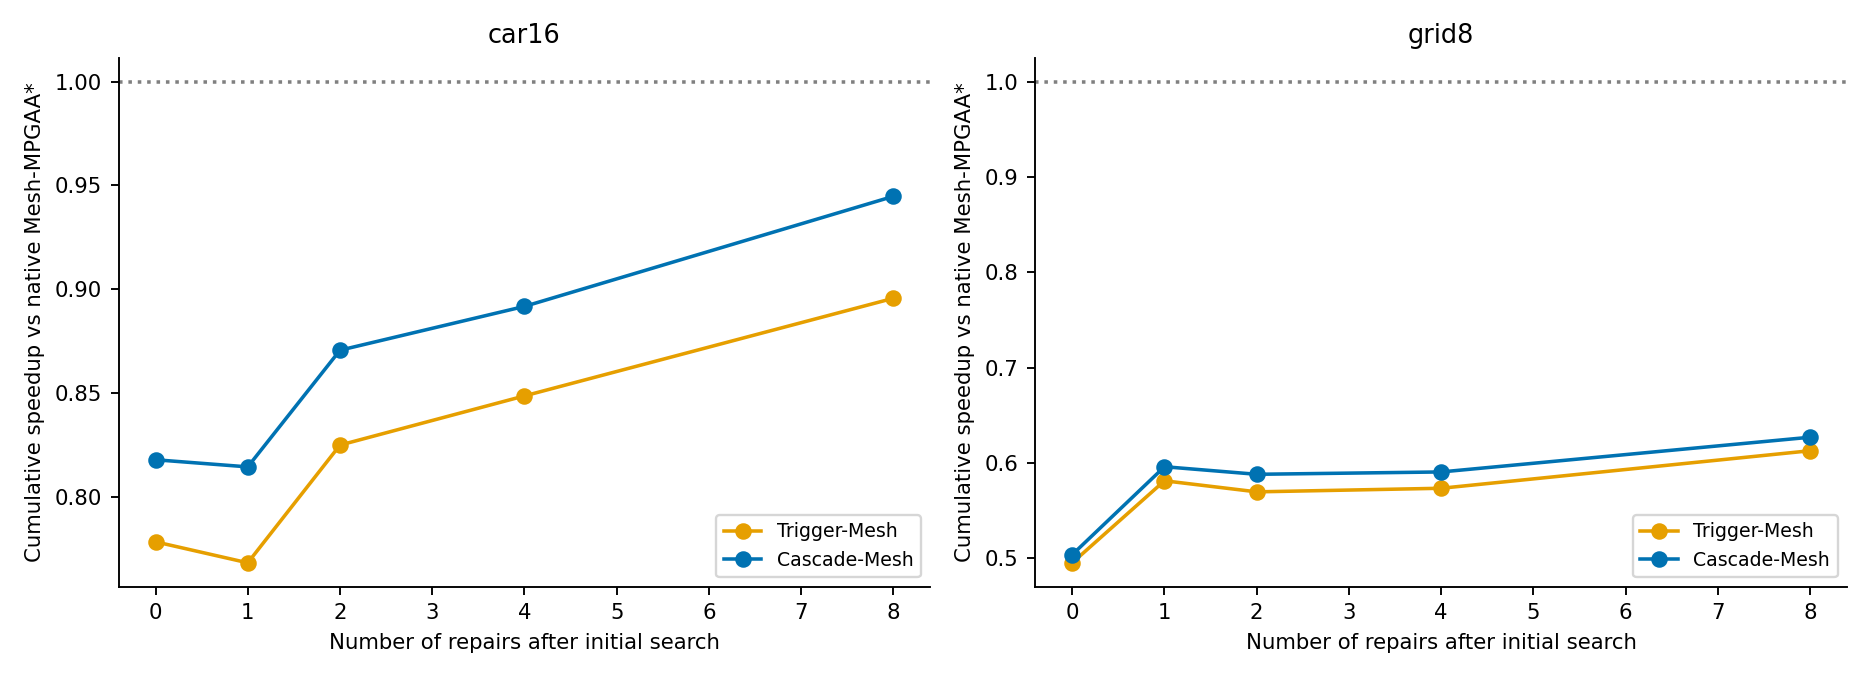 car16
Cumulative speedup vs native Mesh-MPGAA*
1.00
0.95
0.90
0.85
0.80
0 1 2 3 4 5 6 7 8
Number of repairs after initial search
Trigger-Mesh
Cascade-Mesh
grid8
Cumulative speedup vs native Mesh-MPGAA*
1.0
0.9
0.8
0.7
0.6
0.5
0 1 2 3 4 5 6 7 8
Number of repairs after initial search
Trigger-Mesh
Cascade-Mesh